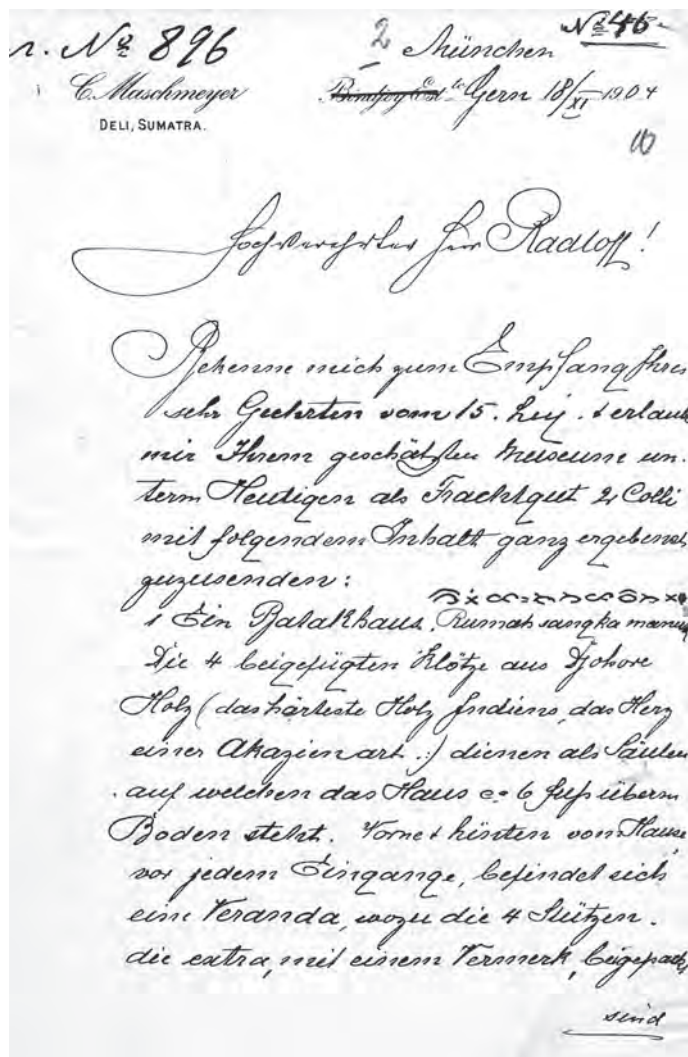 r. № 896
2
№ 46
München
C. Maschmeyer
Gern 18/XI 1904
DELI, SUMATRA.
10
Hochverehrter Herr Radloff!
Bekenne mich zum Empfang Ihres
sehr Geehrten vom 15. & erlaube
mir Ihrem geschätzten Museum un-
term Heutigen als Frachtgut 2 Colli
mit folgendem Inhalt ganz ergebenst
zuzusenden:
1 Ein Batakhaus. Rumah sangka manuk
Die 4 beigefügten Klötze aus Djohore
Holz (das härteste Holz Indiens, das Herz
einer Akazienart.) dienen als Säulen
auf welchen das Haus ca 6 Fuß überm
Boden steht. Vorne & hinten vom Hause
vor jedem Eingange, befindet sich
eine Veranda, wozu die 4 Stützen
die extra, mit einem Vermerk, beigepackt
sind